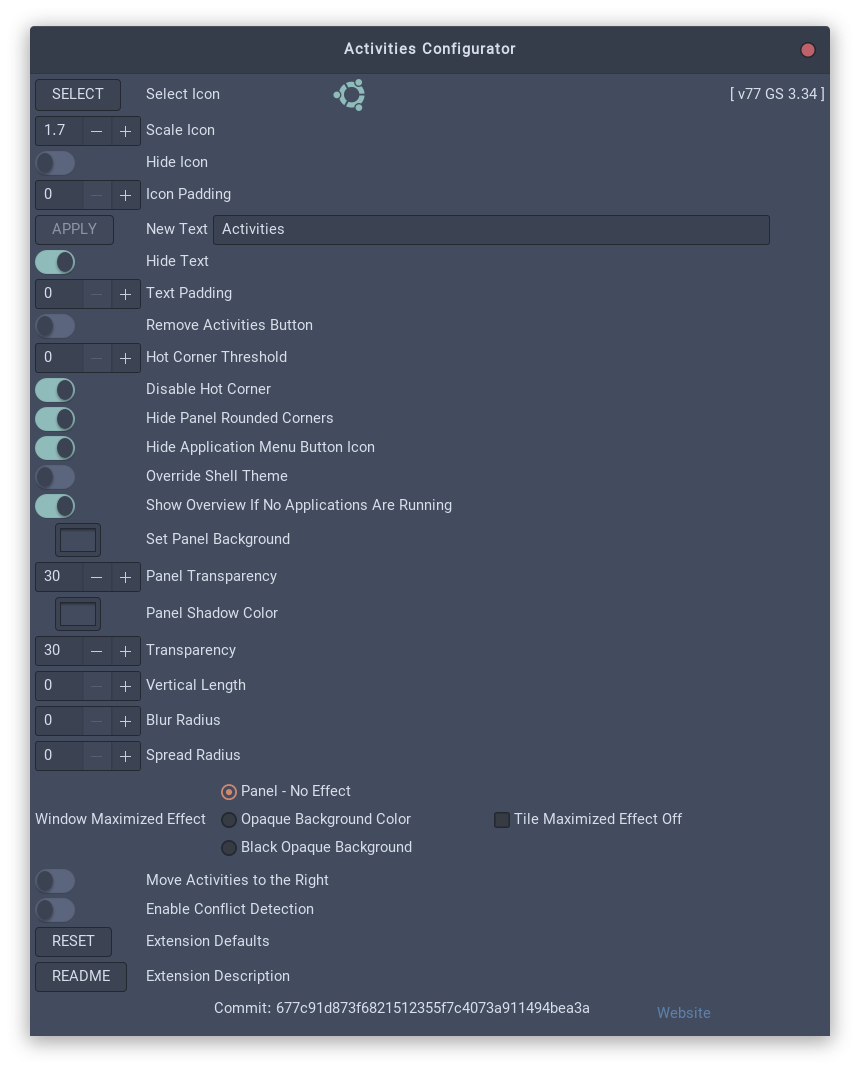 Activities Configurator
SELECT Select Icon [ v77 GS 3.34 ]
1.7 — + Scale Icon
Hide Icon
0 — + Icon Padding
APPLY New Text Activities
Hide Text
0 — + Text Padding
Remove Activities Button
0 — + Hot Corner Threshold
Disable Hot Corner
Hide Panel Rounded Corners
Hide Application Menu Button Icon
Override Shell Theme
Show Overview If No Applications Are Running
Set Panel Background
30 — + Panel Transparency
Panel Shadow Color
30 — + Transparency
0 — + Vertical Length
0 — + Blur Radius
0 — + Spread Radius
Panel - No Effect
Window Maximized Effect Opaque Background Color Tile Maximized Effect Off
Black Opaque Background
Move Activities to the Right
Enable Conflict Detection
RESET Extension Defaults
README Extension Description
Commit: 677c91d873f6821512355f7c4073a911494bea3a Website